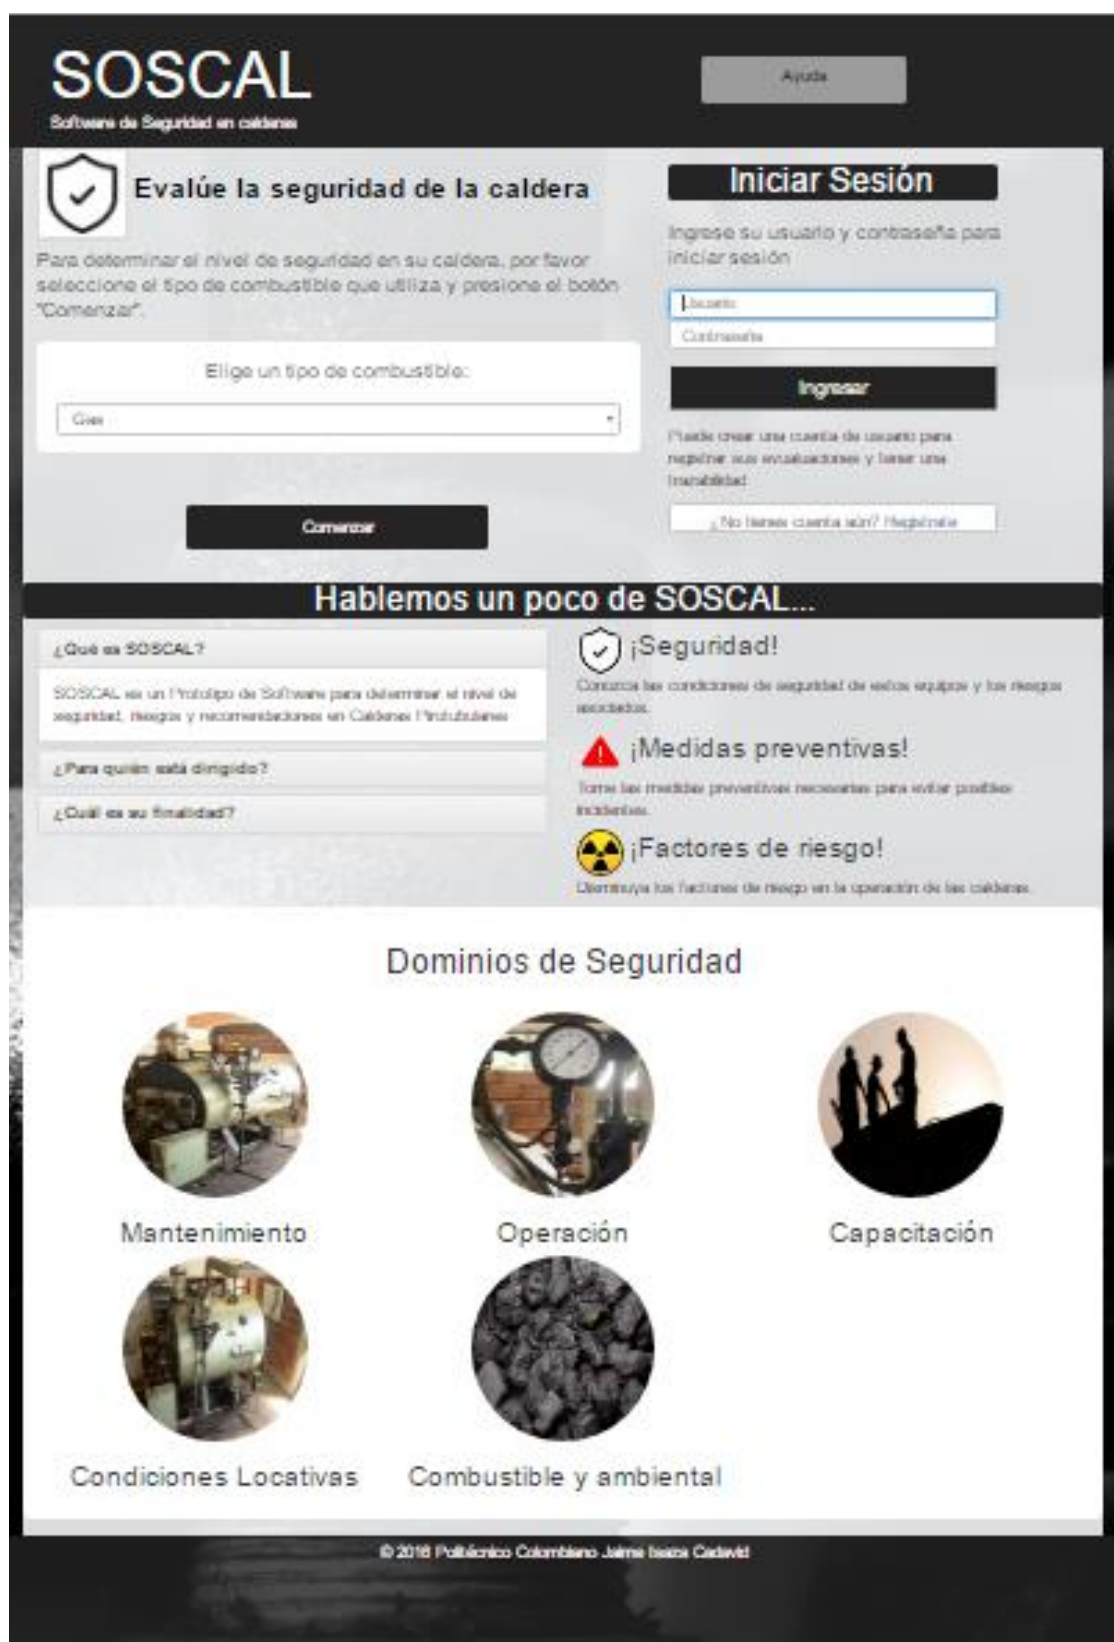 SOSCAL
Software de Seguridad en calderas
Ayuda
Evalúe la seguridad de la caldera
Para determinar el nivel de seguridad en su caldera, por favor
seleccione el tipo de combustible que utiliza y presione el botón
"Comenzar".
Elige un tipo de combustible:
Gas
Comenzar
Iniciar Sesión
Ingrese su usuario y contraseña para
iniciar sesión
Usuario
Contraseña
Ingresar
Puede crear una cuenta de usuario para
registrar sus evaluaciones y tener una
trazabilidad
¿No tienes cuenta aún? Regístrate
Hablemos un poco de SOSCAL...
¿Qué es SOSCAL?
SOSCAL es un Prototipo de Software para determinar el nivel de
seguridad, riesgos y recomendaciones en Calderas Pirotubulares
¿Para quién está dirigido?
¿Cuál es su finalidad?
¡Seguridad!
Conozca las condiciones de seguridad de estos equipos y los riesgos
asociados.
¡Medidas preventivas!
Tome las medidas preventivas necesarias para evitar posibles
incidentes.
¡Factores de riesgo!
Disminuya los factores de riesgo en la operación de las calderas.
Dominios de Seguridad
Mantenimiento
Operación
Capacitación
Condiciones Locativas
Combustible y ambiental
© 2016 Politécnico Colombiano Jaime Isaza Cadavid